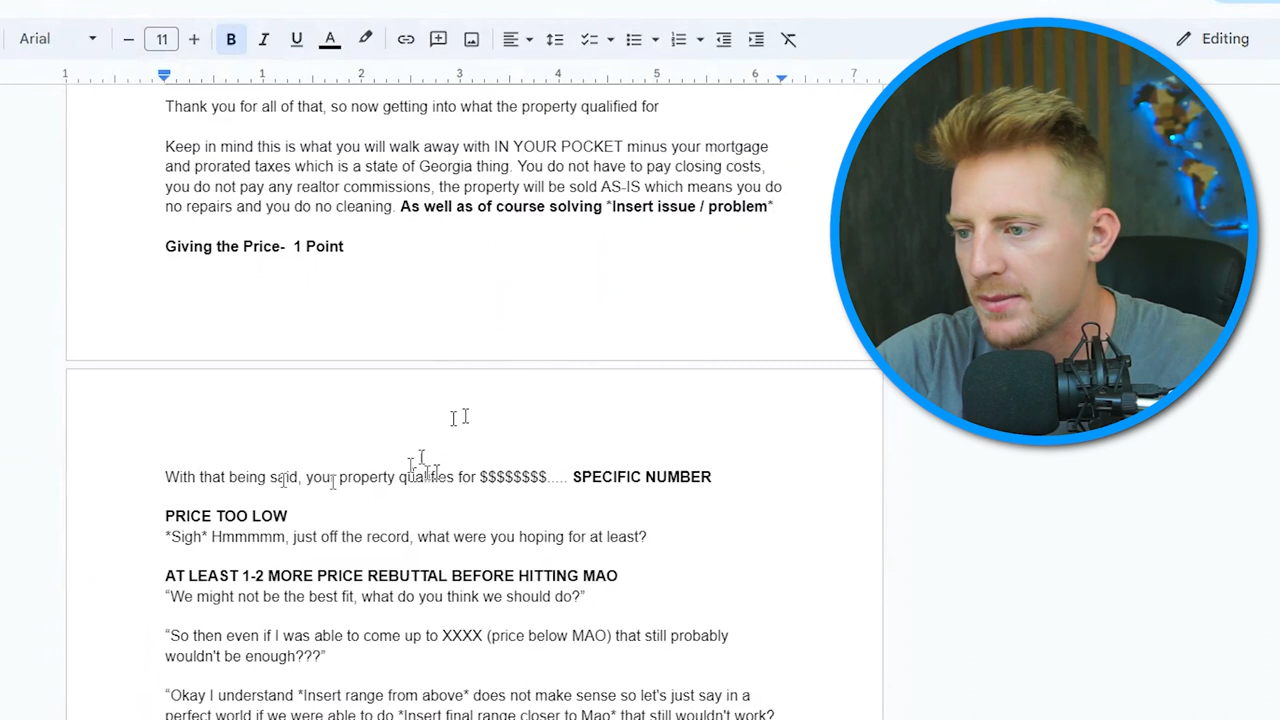 Arial
11
B
I
U
A
Editing
1
1
2
3
4
5
6
7
Thank you for all of that, so now getting into what the property qualified for
Keep in mind this is what you will walk away with IN YOUR POCKET minus your mortgage
and prorated taxes which is a state of Georgia thing. You do not have to pay closing costs,
you do not pay any realtor commissions, the property will be sold AS-IS which means you do
no repairs and you do no cleaning. As well as of course solving *Insert issue / problem*
Giving the Price-  1 Point
With that being said, your property qualifies for $$$$$$$$..... SPECIFIC NUMBER
PRICE TOO LOW
*Sigh* Hmmmmm, just off the record, what were you hoping for at least?
AT LEAST 1-2 MORE PRICE REBUTTAL BEFORE HITTING MAO
“We might not be the best fit, what do you think we should do?”
“So then even if I was able to come up to XXXX (price below MAO) that still probably
wouldn't be enough???”
“Okay I understand *Insert range from above* does not make sense so let's just say in a
perfect world if we were able to do *Insert final range closer to Mao* that still wouldn't work?